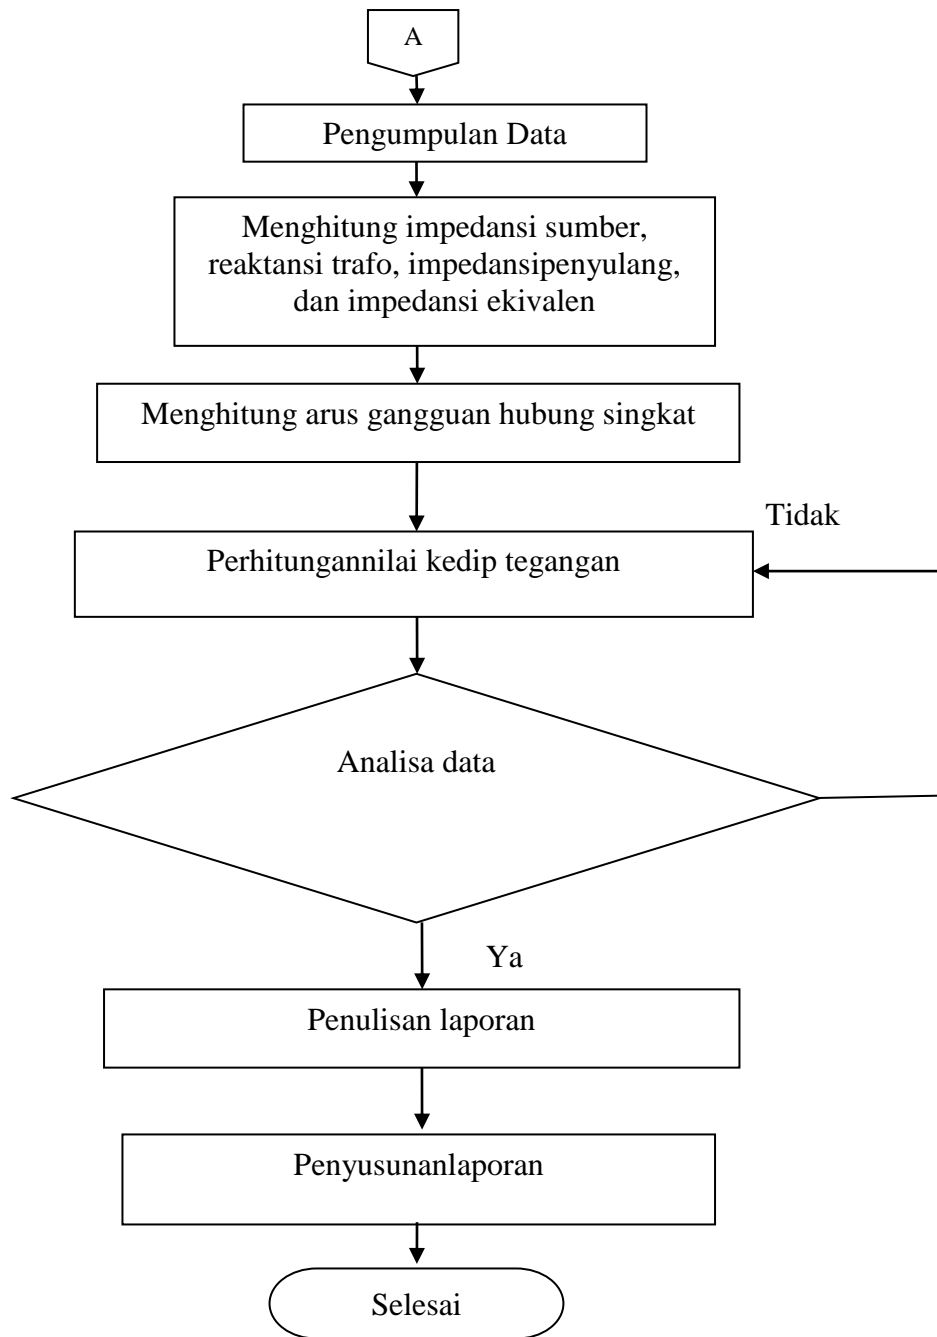 A
Pengumpulan Data
Menghitung impedansi sumber,
reaktansi trafo, impedansipenyulang,
dan impedansi ekivalen
Menghitung arus gangguan hubung singkat
Tidak
Perhitungannilai kedip tegangan
Analisa data
Ya
Penulisan laporan
Penyusunanlaporan
Selesai